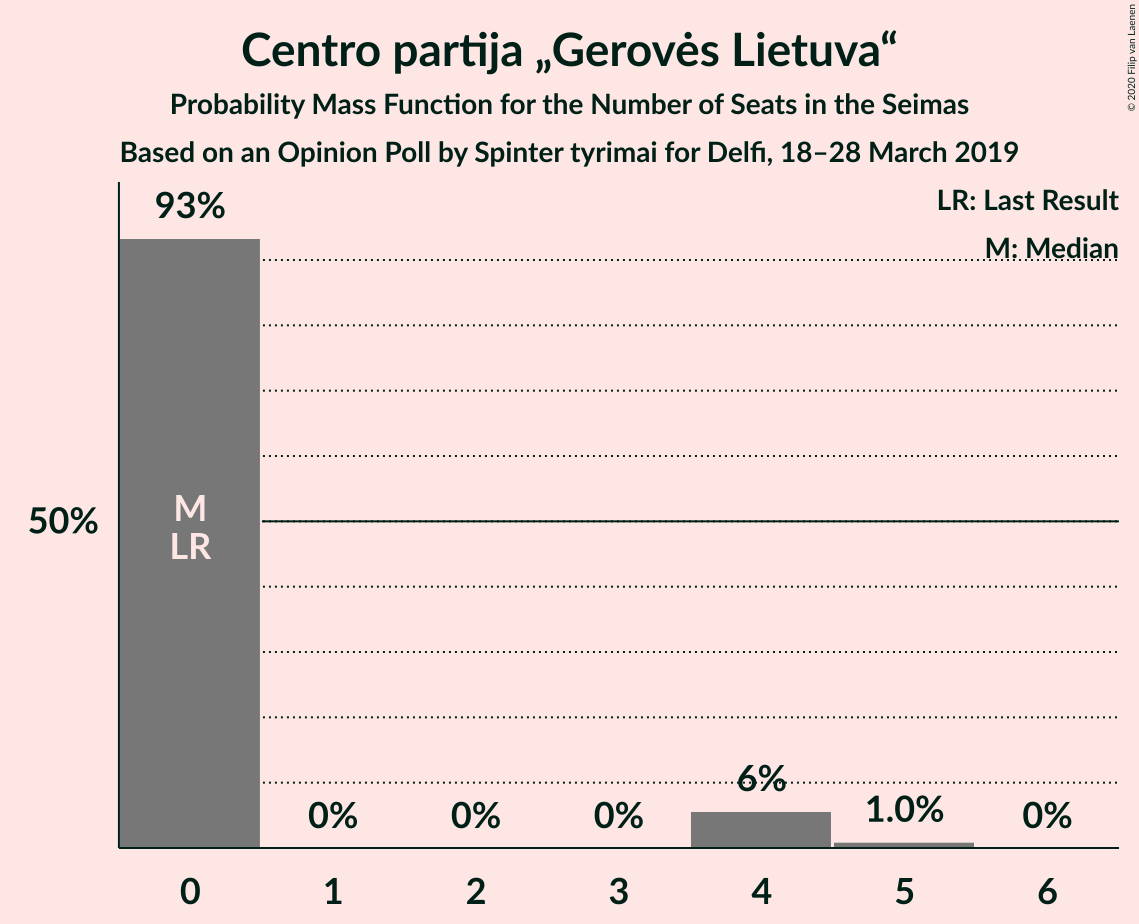 Centro partija „Gerovės Lietuva“
Probability Mass Function for the Number of Seats in the Seimas
Based on an Opinion Poll by Spinter tyrimai for Delfi, 18–28 March 2019
© 2020 Filip van Laenen
LR: Last Result
M: Median
93%
50%
M
LR
0%
0%
0%
6%
1.0%
0%
0
1
2
3
4
5
6